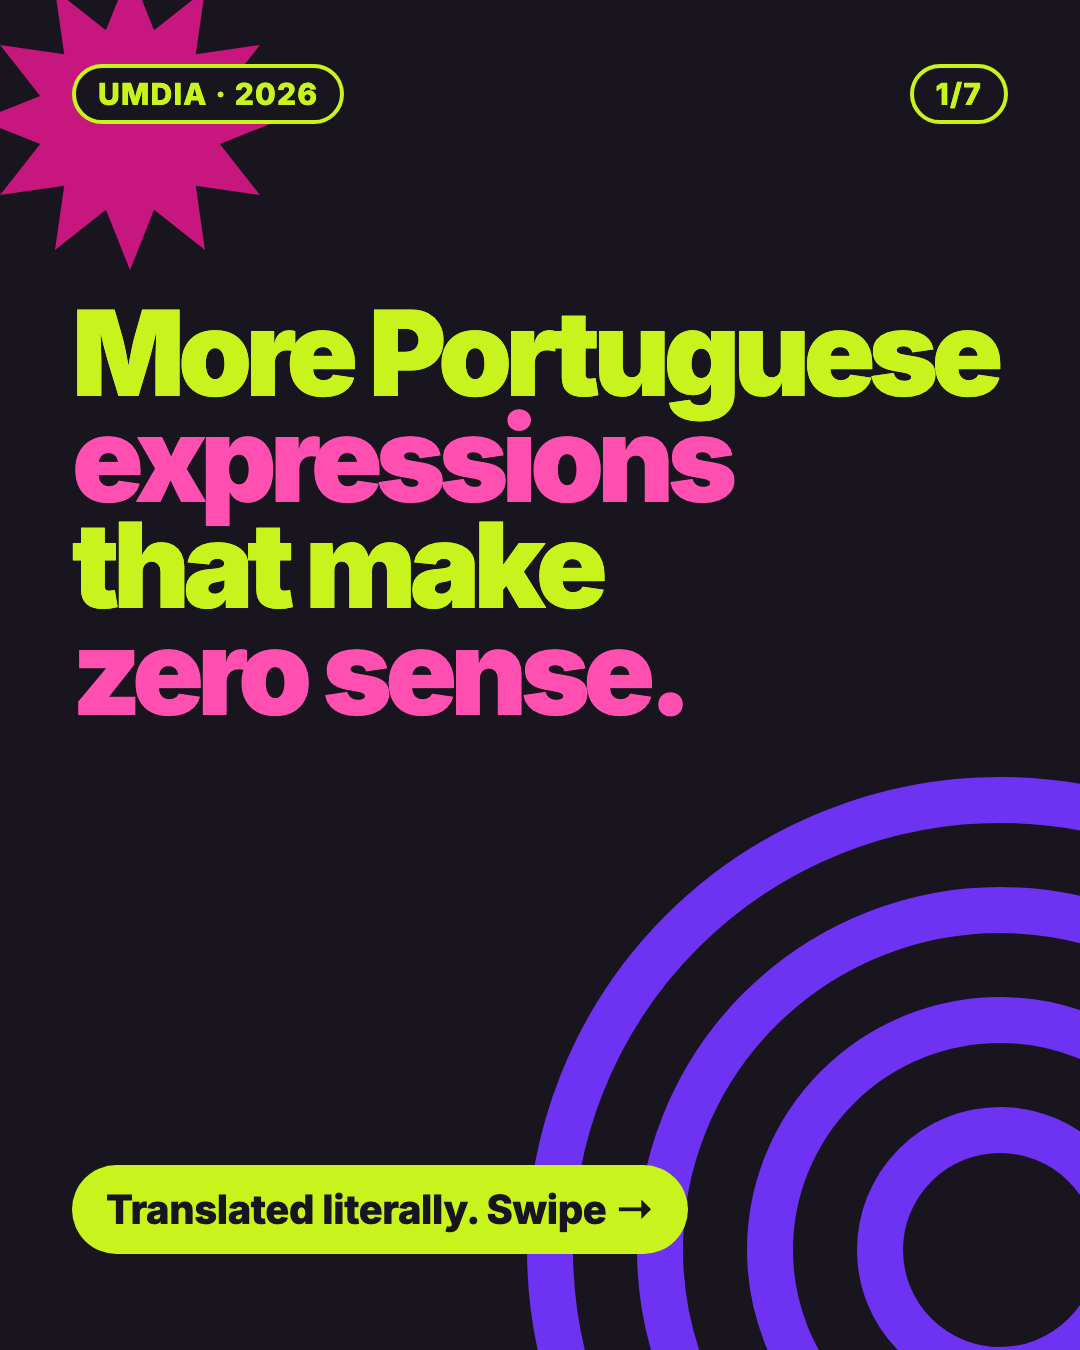 UMDIA · 2026
1/7
More Portuguese
expressions
that make
zero sense.
Translated literally. Swipe →